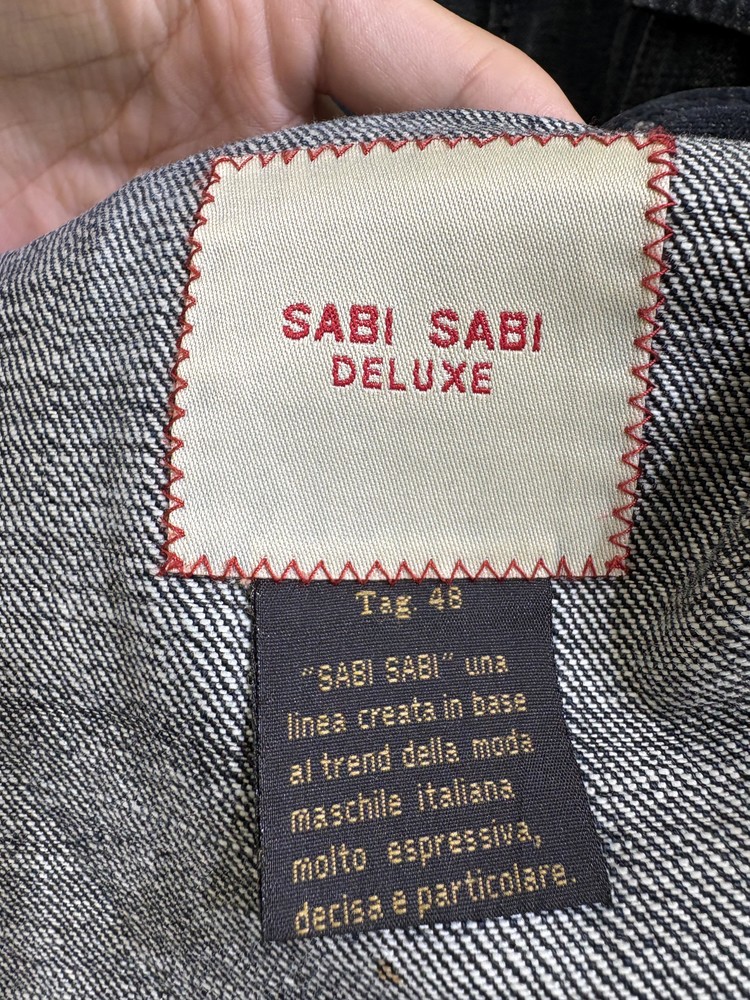 SABI SABI
DELUXE
Tag. 48
"SABI SABI" una
linea creata in base
al trend della moda
maschile italiana
molto espressiva,
decisa e particolare.